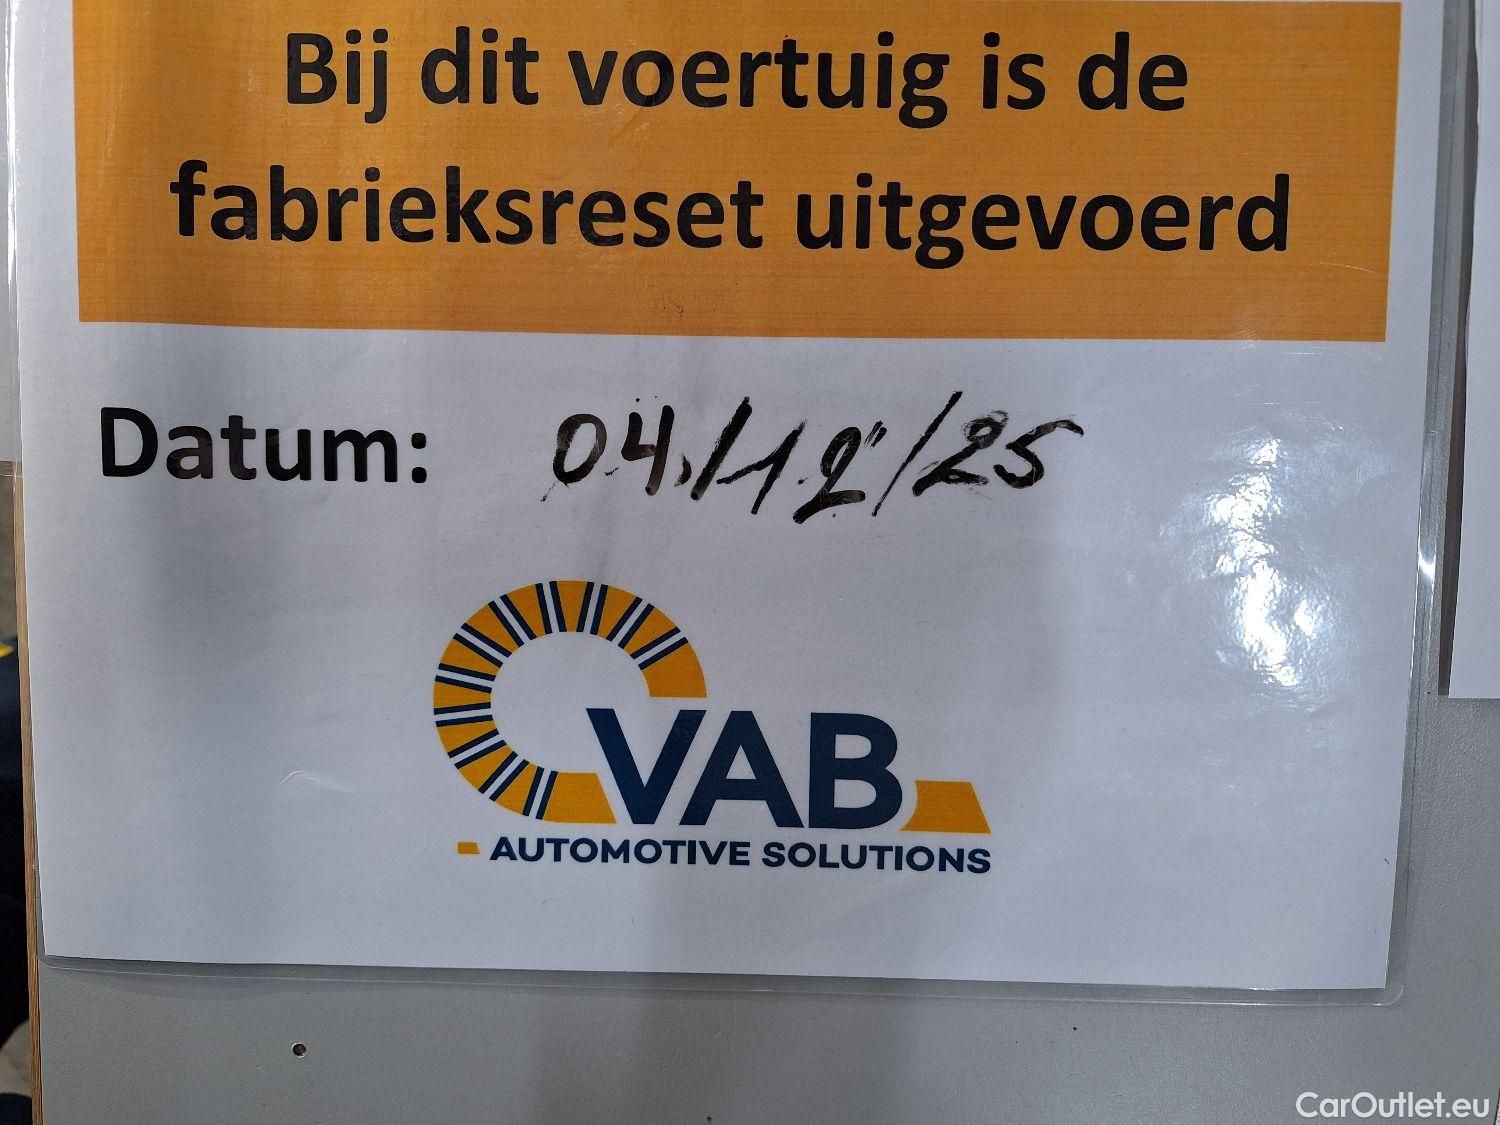 Bij dit voertuig is de
fabrieksreset uitgevoerd
Datum: 04/12/25
VAB
AUTOMOTIVE SOLUTIONS
CarOutlet.eu